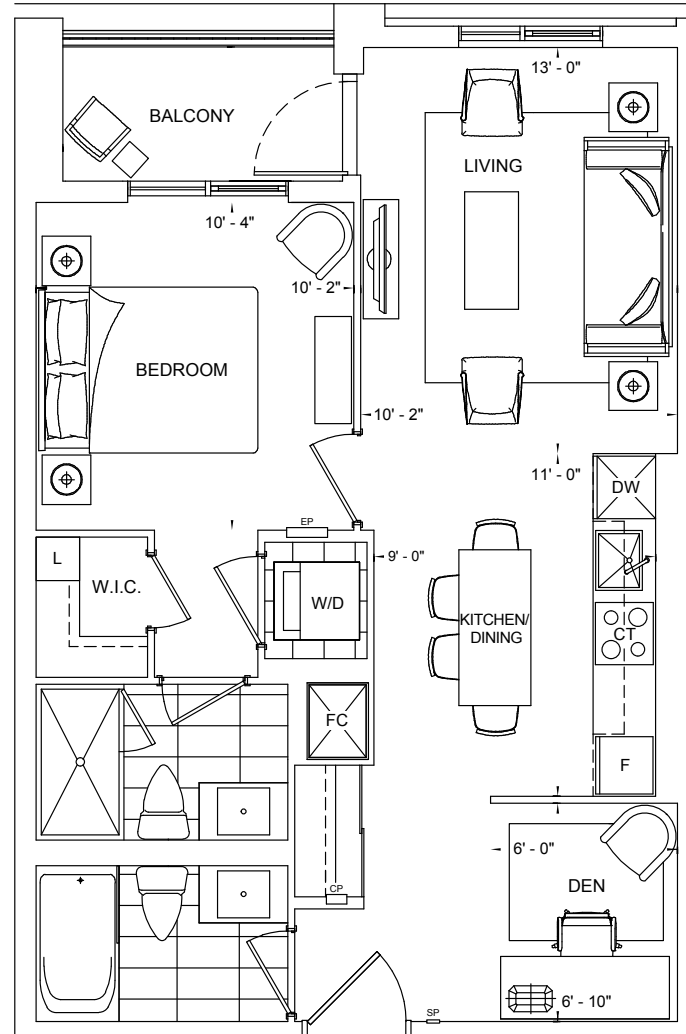 13' - 0"
BALCONY
LIVING
10' - 4"
10' - 2"
BEDROOM
10' - 2"
11' - 0"
DW
EP
9' - 0"
L
W.I.C.
W/D
KITCHEN/
DINING
CT
FC
F
6' - 0"
DEN
CP
6' - 10"
SP